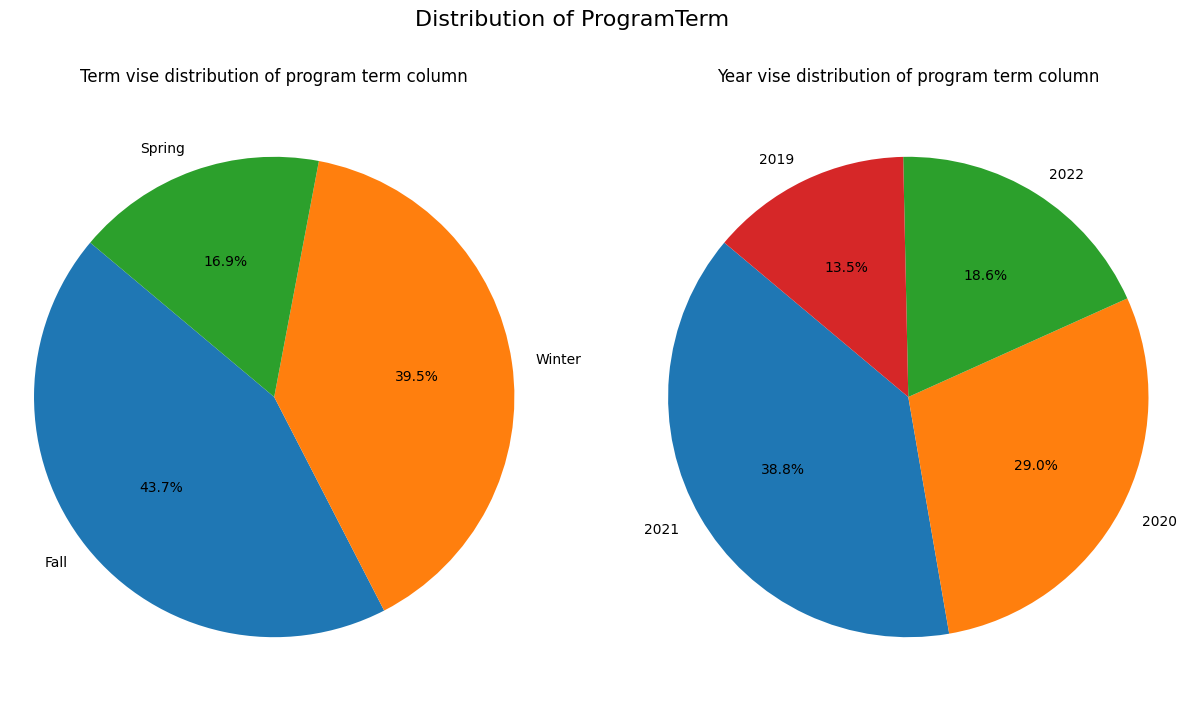 Distribution of ProgramTerm
Term vise distribution of program term column
Spring
16.9%
Winter
39.5%
43.7%
Fall
Year vise distribution of program term column
2019
2022
13.5%
18.6%
38.8%
29.0%
2021
2020